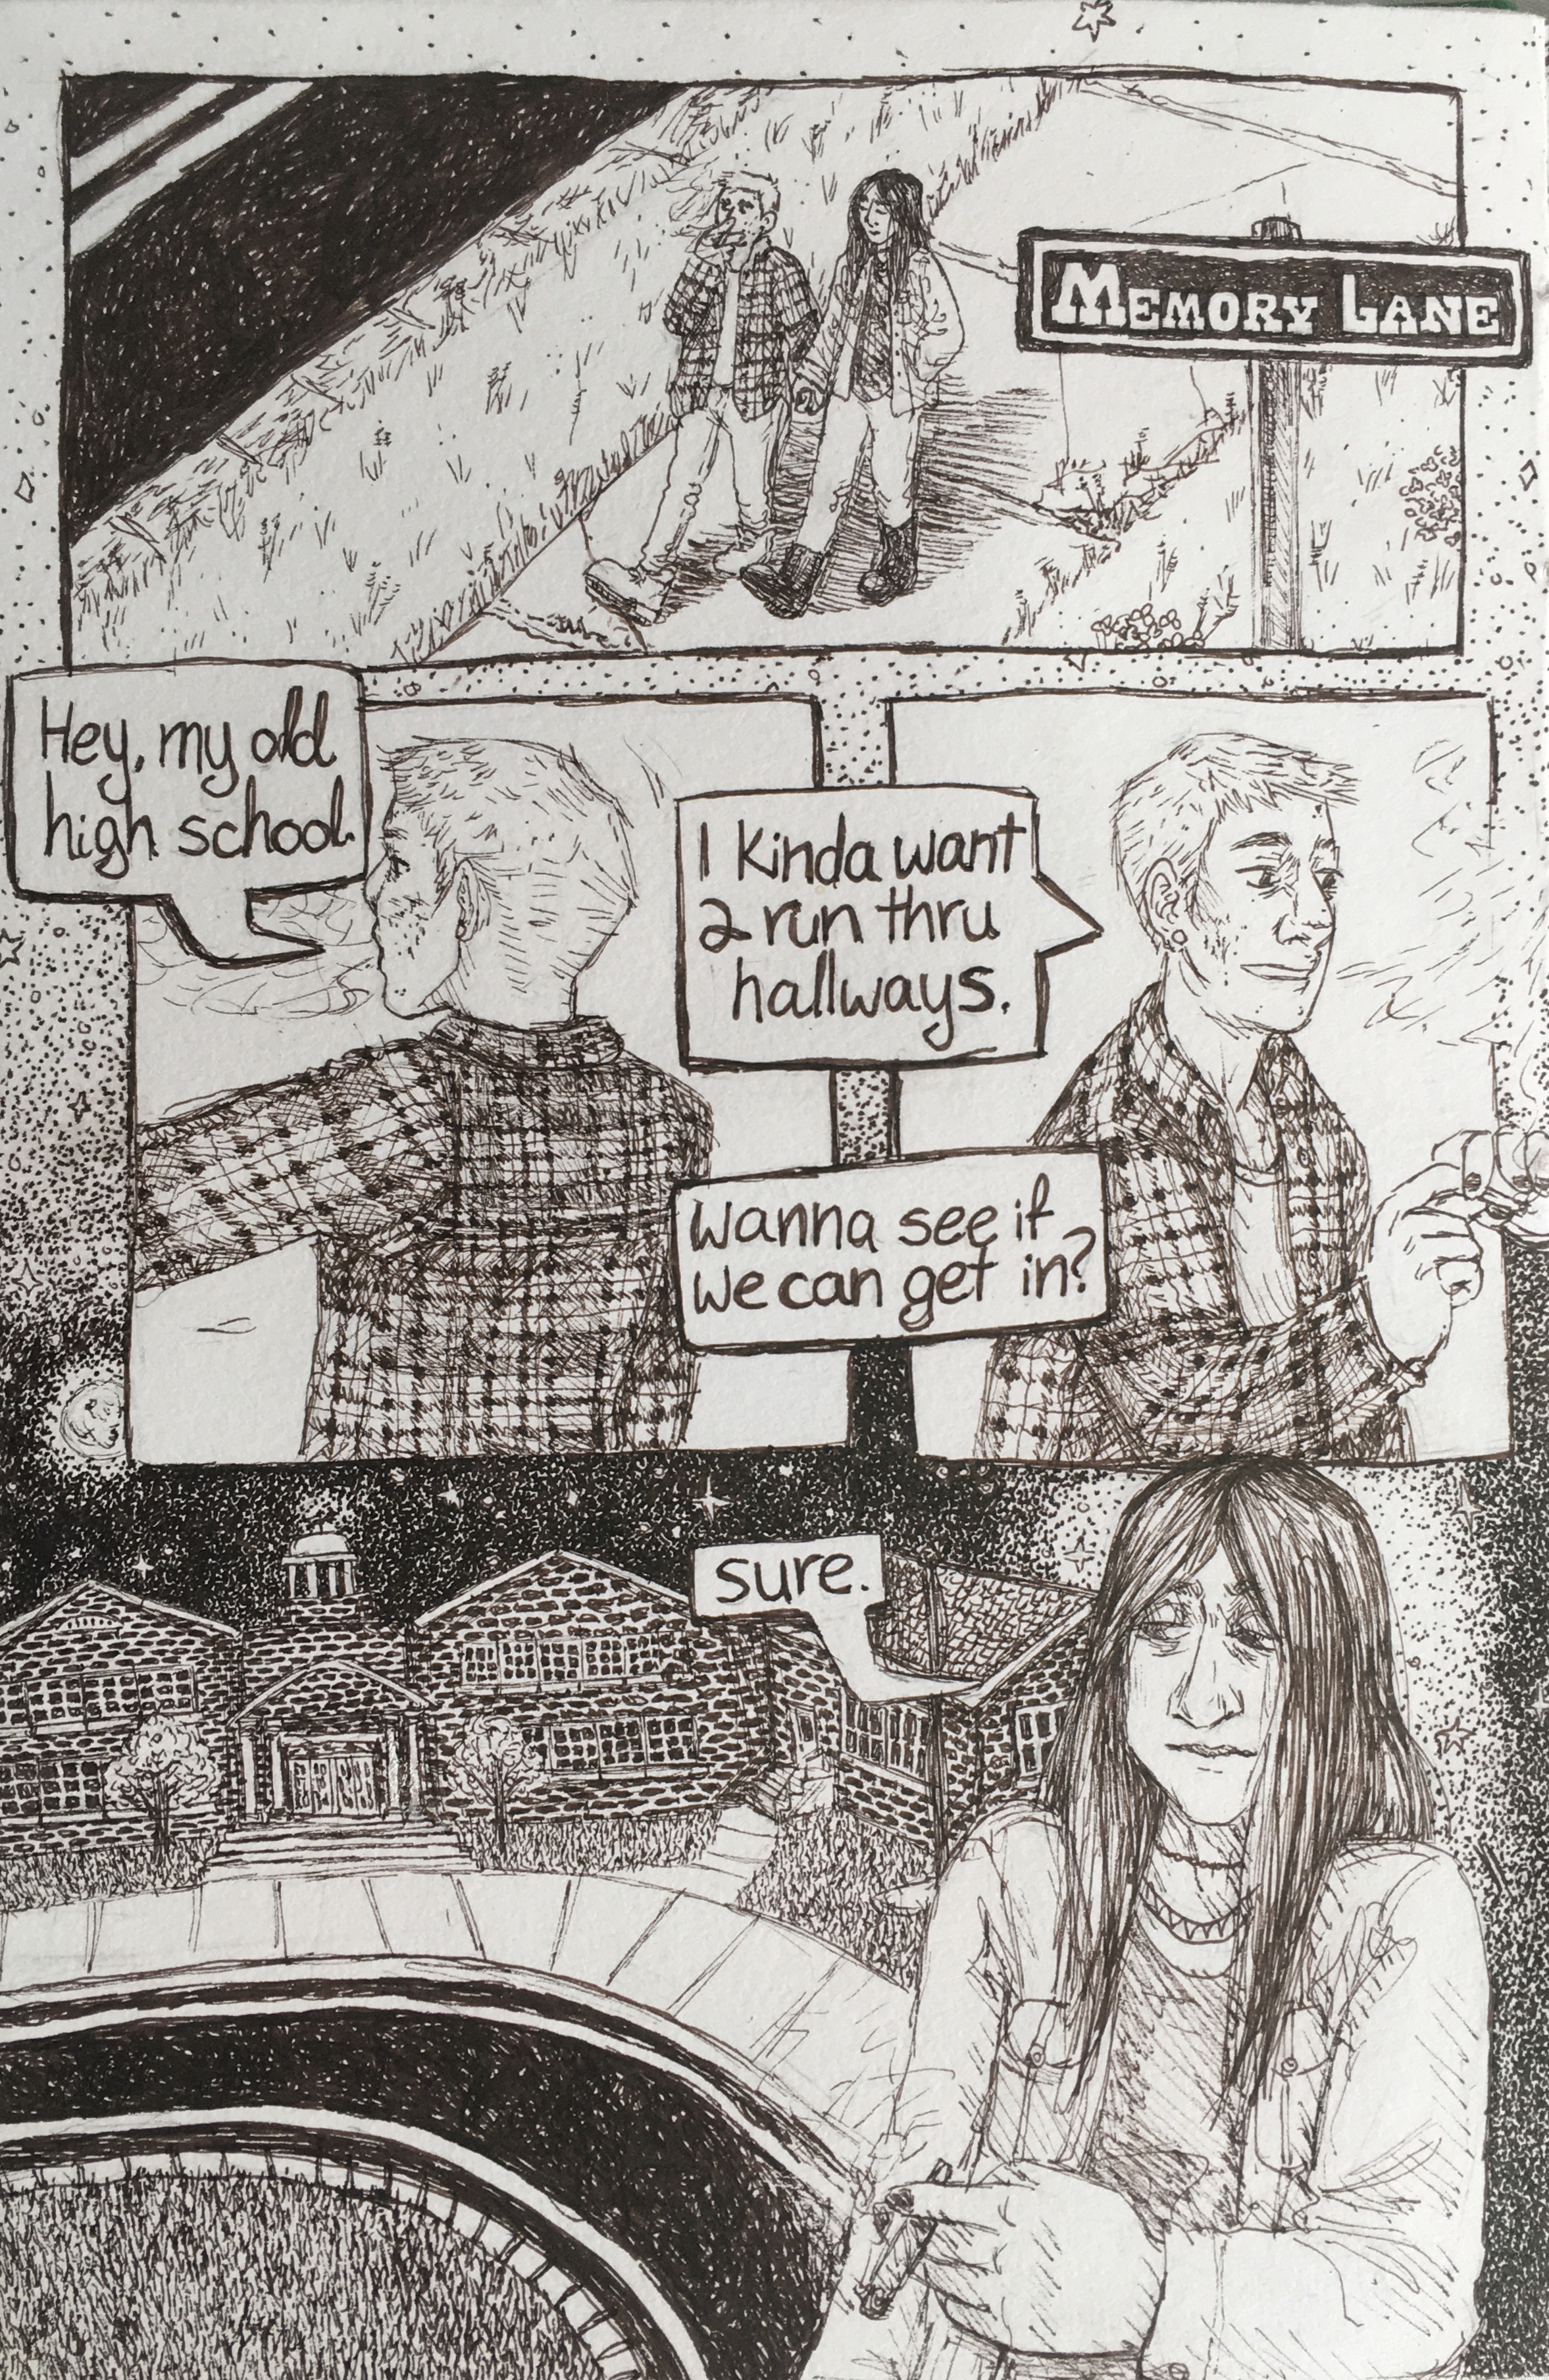 MEMORY LANE
Hey, my old
high school.
I kinda want
2 run thru
hallways.
Wanna see if
we can get in?
sure.